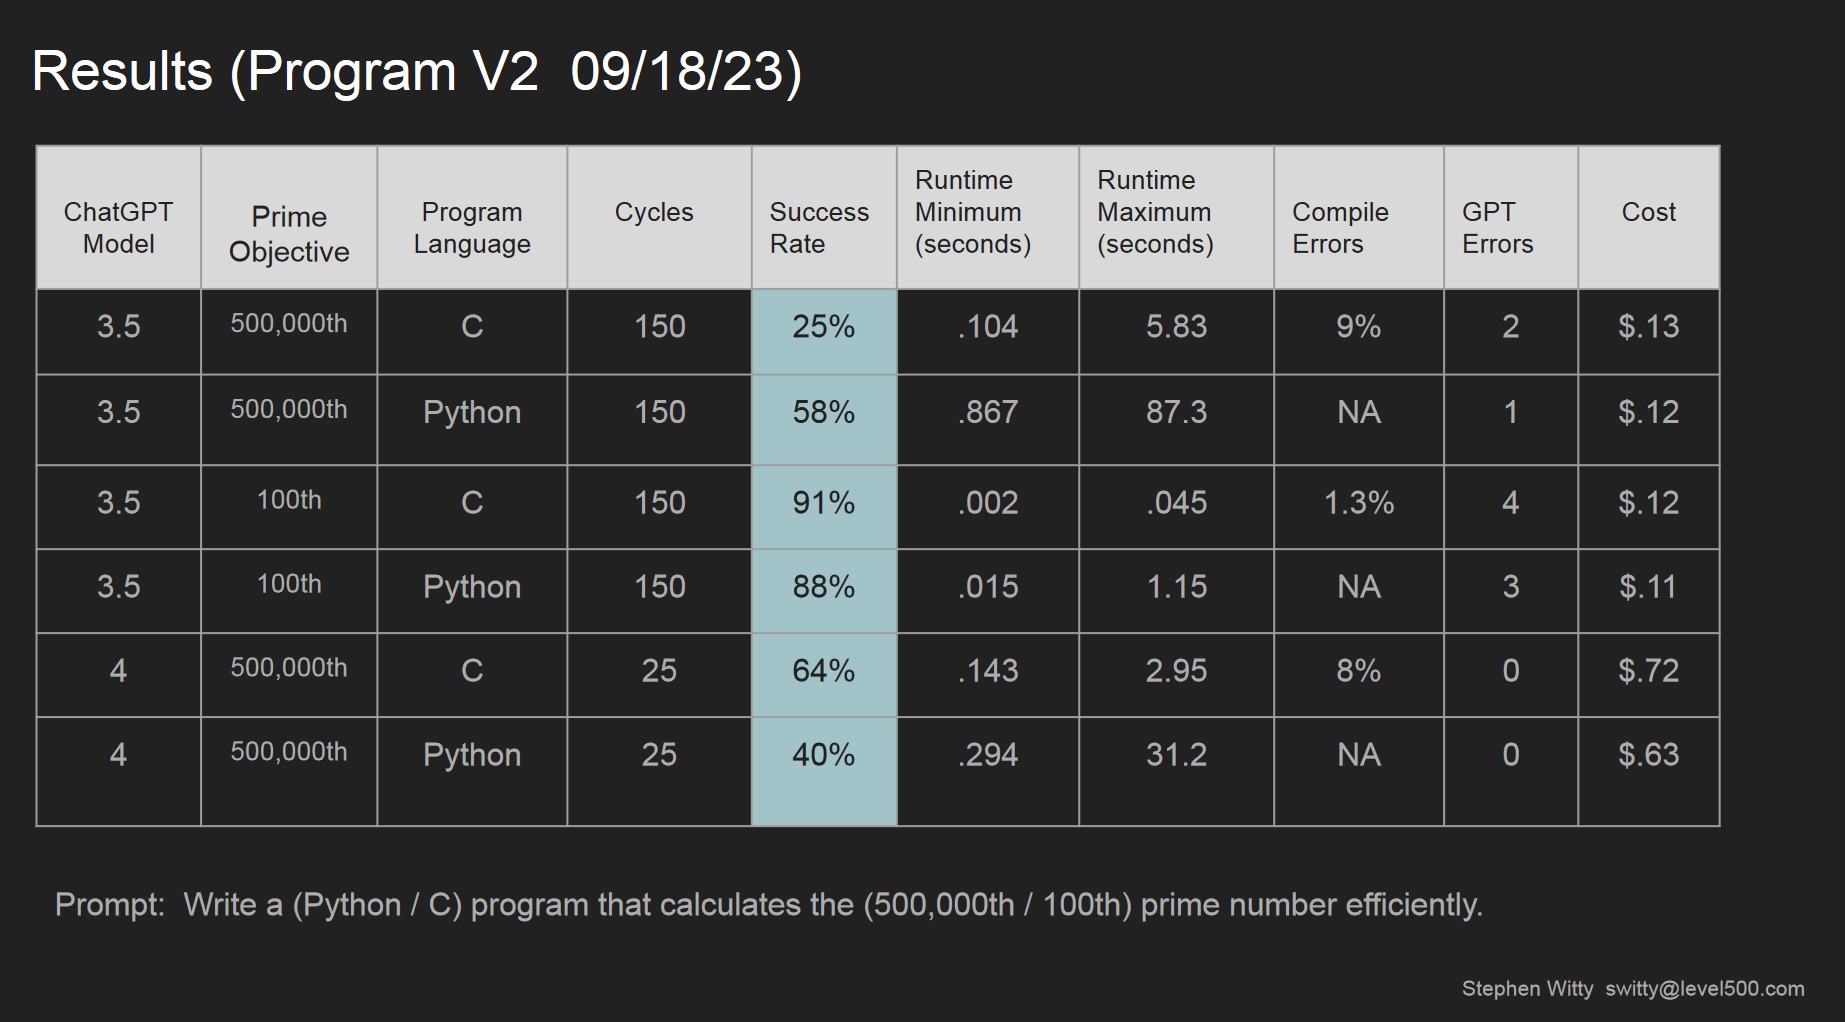 Results (Program V2  09/18/23)
ChatGPT Model | Prime Objective | Program Language | Cycles | Success Rate | Runtime Minimum (seconds) | Runtime Maximum (seconds) | Compile Errors | GPT Errors | Cost
3.5 | 500,000th | C | 150 | 25% | .104 | 5.83 | 9% | 2 | $.13
3.5 | 500,000th | Python | 150 | 58% | .867 | 87.3 | NA | 1 | $.12
3.5 | 100th | C | 150 | 91% | .002 | .045 | 1.3% | 4 | $.12
3.5 | 100th | Python | 150 | 88% | .015 | 1.15 | NA | 3 | $.11
4 | 500,000th | C | 25 | 64% | .143 | 2.95 | 8% | 0 | $.72
4 | 500,000th | Python | 25 | 40% | .294 | 31.2 | NA | 0 | $.63
Prompt:  Write a (Python / C) program that calculates the (500,000th / 100th) prime number efficiently.
Stephen Witty  switty@level500.com